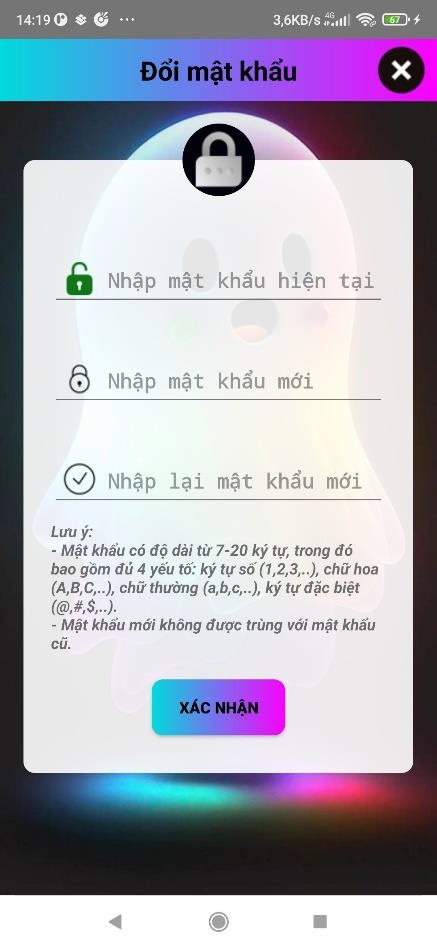 14:19 ... 3,6KB/s 4G 67
Đổi mật khẩu
Nhập mật khẩu hiện tại
Nhập mật khẩu mới
Nhập lại mật khẩu mới
Lưu ý:
- Mật khẩu có độ dài từ 7-20 ký tự, trong đó
bao gồm đủ 4 yếu tố: ký tự số (1,2,3,..), chữ hoa
(A,B,C,..), chữ thường (a,b,c,..), ký tự đặc biệt
(@,#,$,..).
- Mật khẩu mới không được trùng với mật khẩu
cũ.
XÁC NHẬN